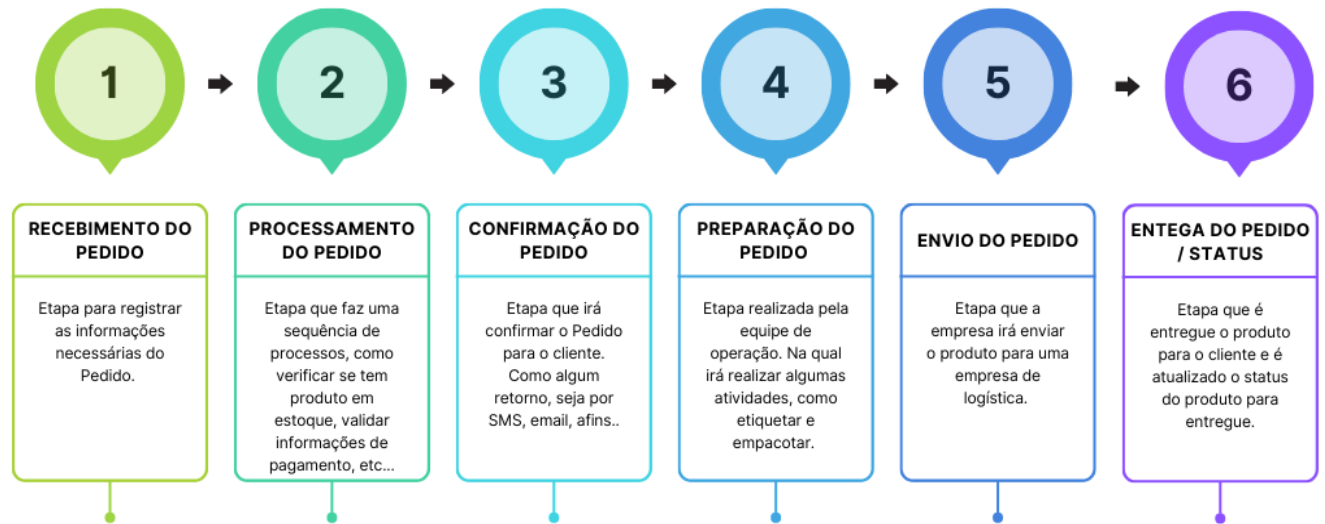 1
2
3
4
5
6
RECEBIMENTO DO
PEDIDO
Etapa para registrar
as informações
necessárias do
Pedido.
PROCESSAMENTO
DO PEDIDO
Etapa que faz uma
sequência de
processos, como
verificar se tem
produto em
estoque, validar
informações de
pagamento, etc...
CONFIRMAÇÃO DO
PEDIDO
Etapa que irá
confirmar o Pedido
para o cliente.
Como algum
retorno, seja por
SMS, email, afins..
PREPARAÇÃO DO
PEDIDO
Etapa realizada pela
equipe de
operação. Na qual
irá realizar algumas
atividades, como
etiquetar e
empacotar.
ENVIO DO PEDIDO
Etapa que a
empresa irá enviar
o produto para uma
empresa de
logística.
ENTEGA DO PEDIDO
/ STATUS
Etapa que é
entregue o produto
para o cliente e é
atualizado o status
do produto para
entregue.